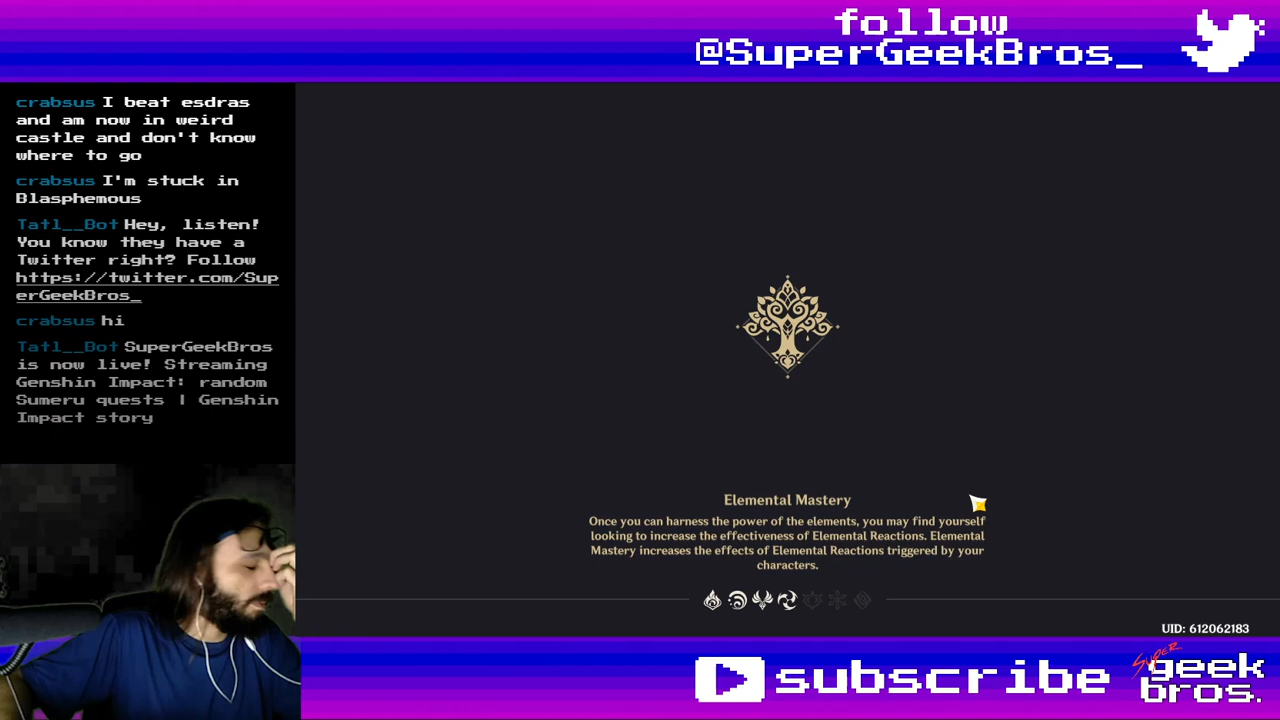 follow
@SuperGeekBros_
crabsus I beat esdras
and am now in weird
castle and don't know
where to go
crabsus I'm stuck in
Blasphemous
Tatl__Bot Hey, listen!
You know they have a
Twitter right? Follow
https://twitter.com/Sup
erGeekBros_
crabsus hi
Tatl__Bot SuperGeekBros
is now live! Streaming
Genshin Impact: random
Sumeru quests | Genshin
Impact story
Elemental Mastery
Once you can harness the power of the elements, you may find yourself
looking to increase the effectiveness of Elemental Reactions. Elemental
Mastery increases the effects of Elemental Reactions triggered by your
characters.
UID: 612062183
subscribe
SUPER
geek
bros.